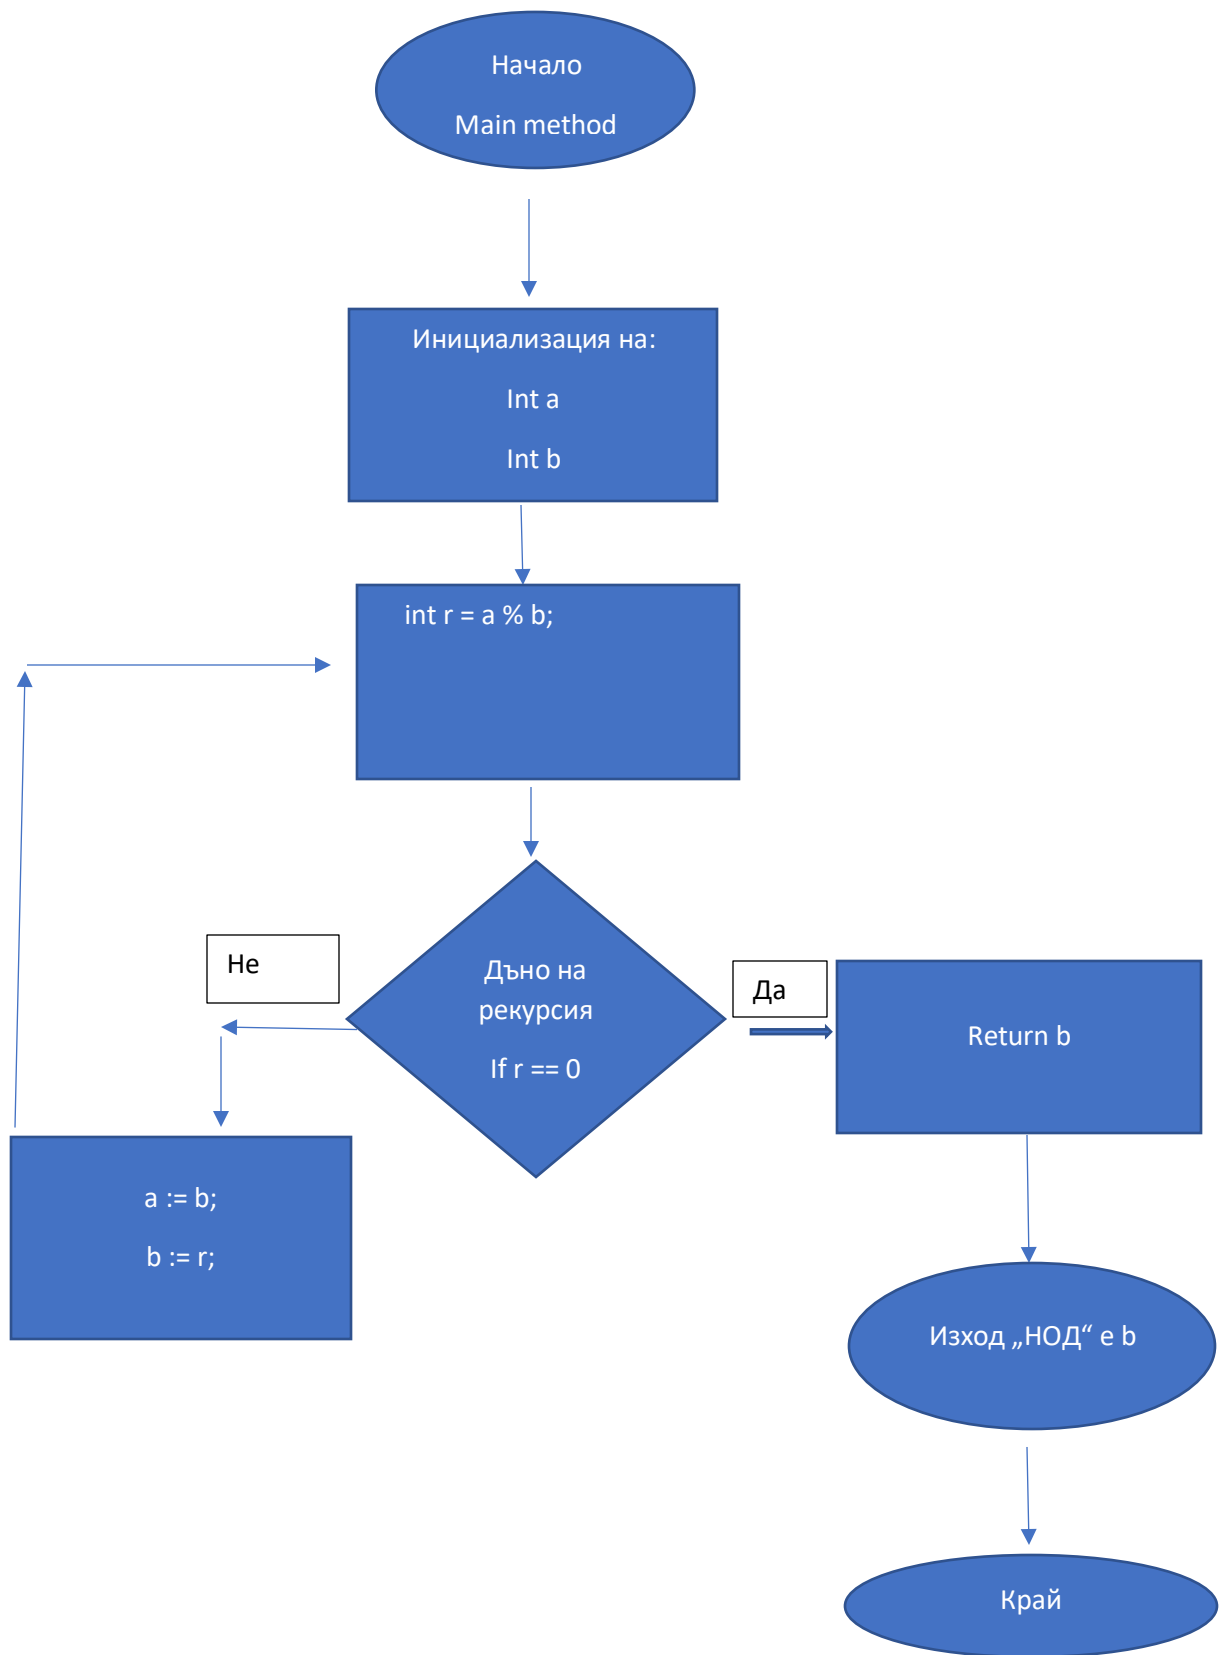 Начало
Main method
Инициализация на:
Int a
Int b
int r = a % b;
Не
Дъно на
рекурсия
If r == 0
Да
Return b
a := b;
b := r;
Изход „НОД“ е b
Край